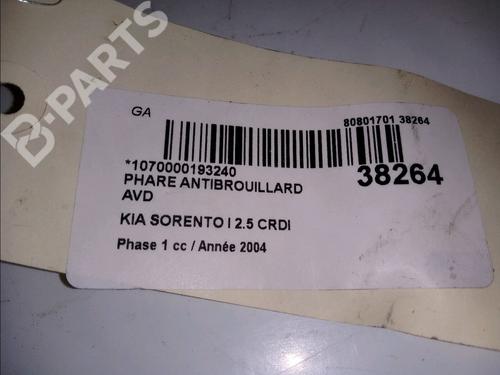 B-PARTS
GA
80801701 38264
*1070000193240
38264
PHARE ANTIBROUILLARD
AVD
KIA SORENTO I 2.5 CRDI
Phase 1 cc / Année 2004